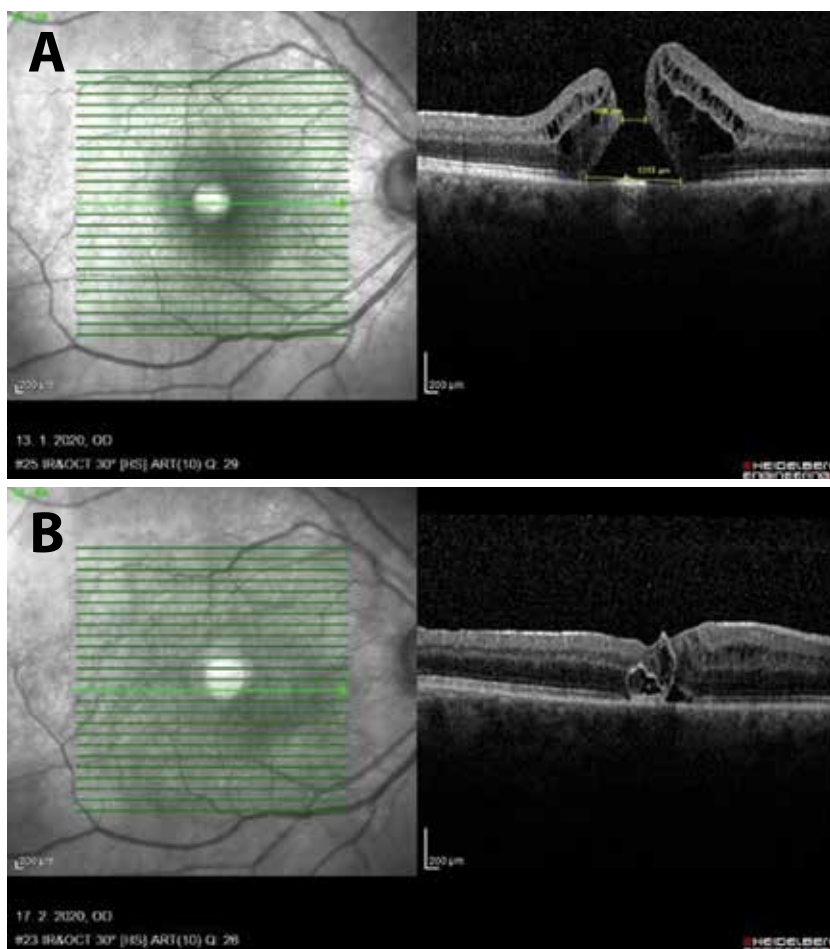 A
200 µm
200 µm
13. 1. 2020, OD
#25 IR&OCT 30° [HS] ART(10) Q: 29
HEIDELBERG
ENGINEERING
B
200 µm
200 µm
17. 2. 2020, OD
#23 IR&OCT 30° [HS] ART(10) Q: 26
HEIDELBERG